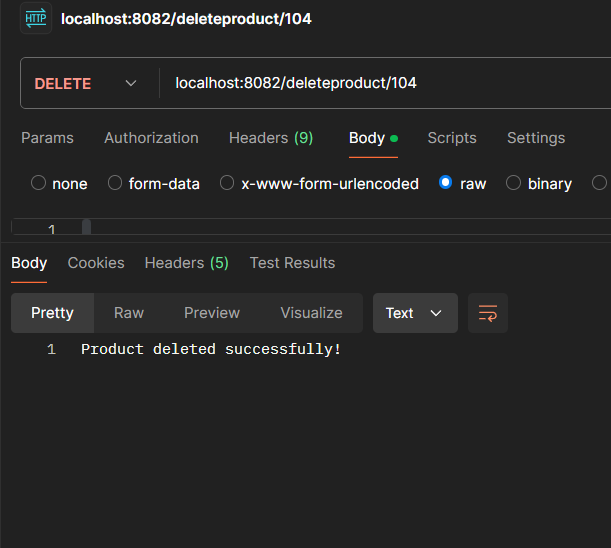 HTTP localhost:8082/deleteproduct/104
DELETE localhost:8082/deleteproduct/104
Params Authorization Headers (9) Body Scripts Settings
none form-data x-www-form-urlencoded raw binary
1
Body Cookies Headers (5) Test Results
Pretty Raw Preview Visualize Text
1 Product deleted successfully!